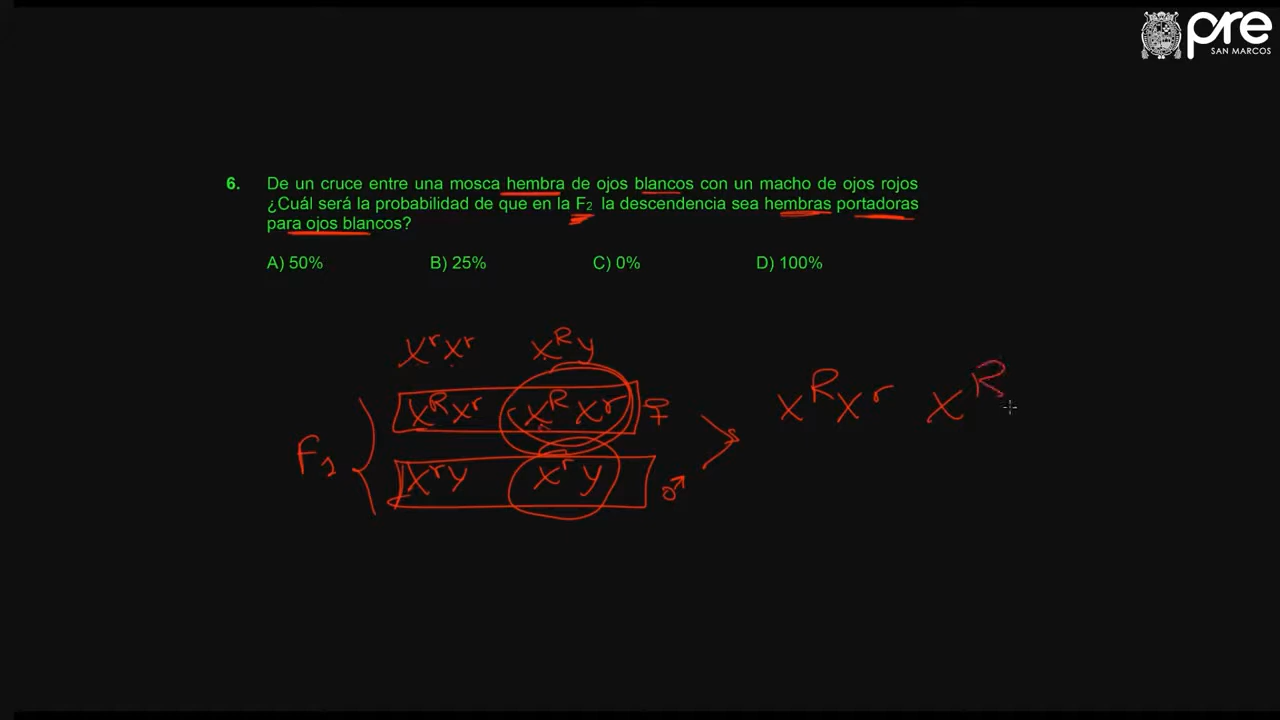 pre
SAN MARCOS
6. De un cruce entre una mosca hembra de ojos blancos con un macho de ojos rojos
¿Cuál será la probabilidad de que en la F₂ la descendencia sea hembras portadoras
para ojos blancos?
A) 50% B) 25% C) 0% D) 100%
XʳXʳ Xᴿy
XᴿXʳ XᴿXʳ ♀ XᴿXʳ Xᴿ
F₁
Xʳy Xʳy ♂